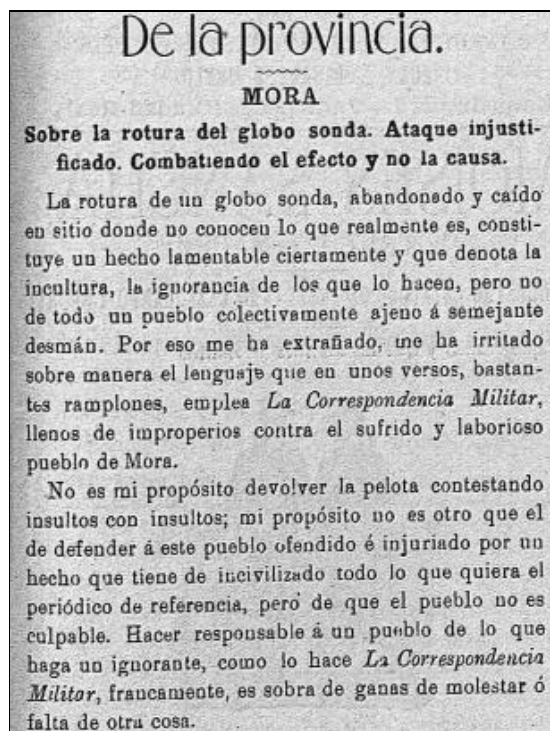 De la provincia.
MORA
Sobre la rotura del globo sonda. Ataque injusti-
ficado. Combatiendo el efecto y no la causa.
La rotura de un globo sonda, abandonado y caído
en sitio donde no conocen lo que realmente es, consti-
tuye un hecho lamentable ciertamente y que denota la
incultura, la ignorancia de los que lo hacen, pero no
de todo un pueblo colectivamente ajeno á semejante
desmán. Por eso me ha extrañado, me ha irritado
sobre manera el lenguaje que en unos versos, bastan-
tes ramplones, emplea La Correspondencia Militar,
llenos de improperios contra el sufrido y laborioso
pueblo de Mora.
No es mi propósito devolver la pelota contestando
insultos con insultos; mi propósito no es otro que el
de defender á este pueblo ofendido é injuriado por un
hecho que tiene de incivilizado todo lo que quiera el
periódico de referencia, pero de que el pueblo no es
culpable. Hacer responsable á un pueblo de lo que
haga un ignorante, como lo hace La Correspondencia
Militar, francamente, es sobra de ganas de molestar ó
falta de otra cosa.